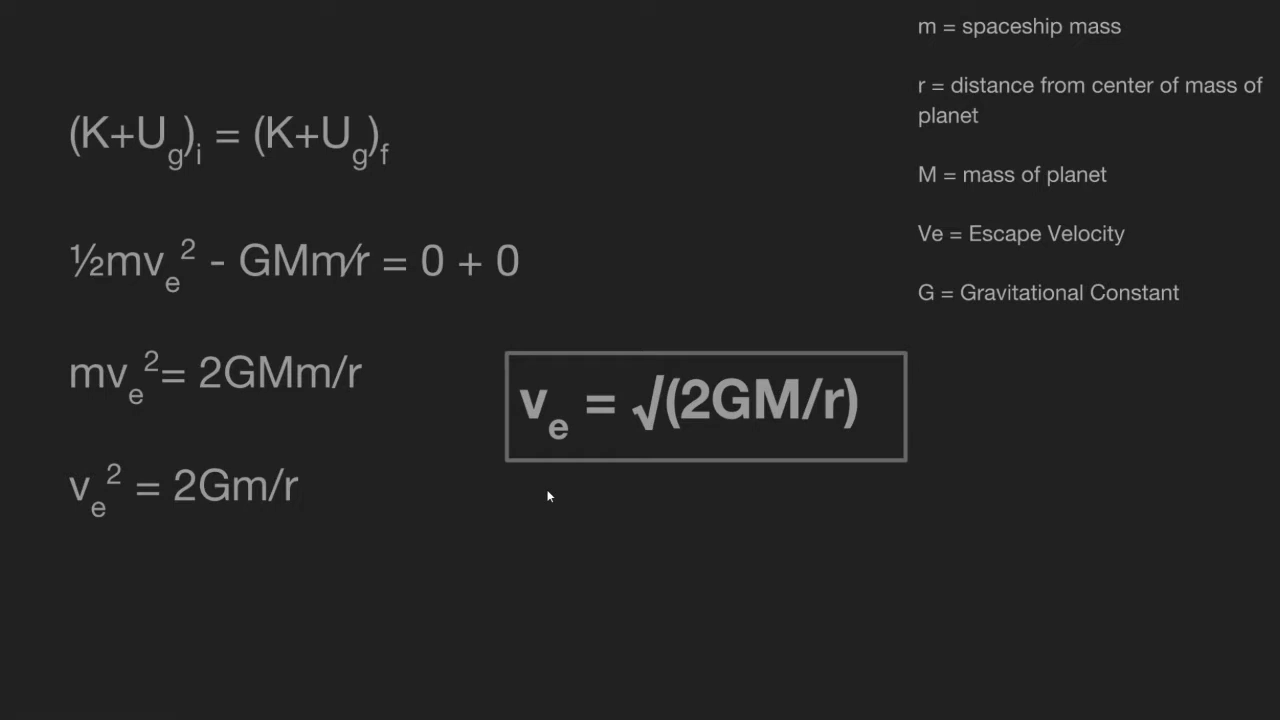 (K+Ug)i = (K+Ug)f
½mve² - GMm/r = 0 + 0
mve²= 2GMm/r
ve² = 2Gm/r
ve = √(2GM/r)
m = spaceship mass
r = distance from center of mass of
planet
M = mass of planet
Ve = Escape Velocity
G = Gravitational Constant